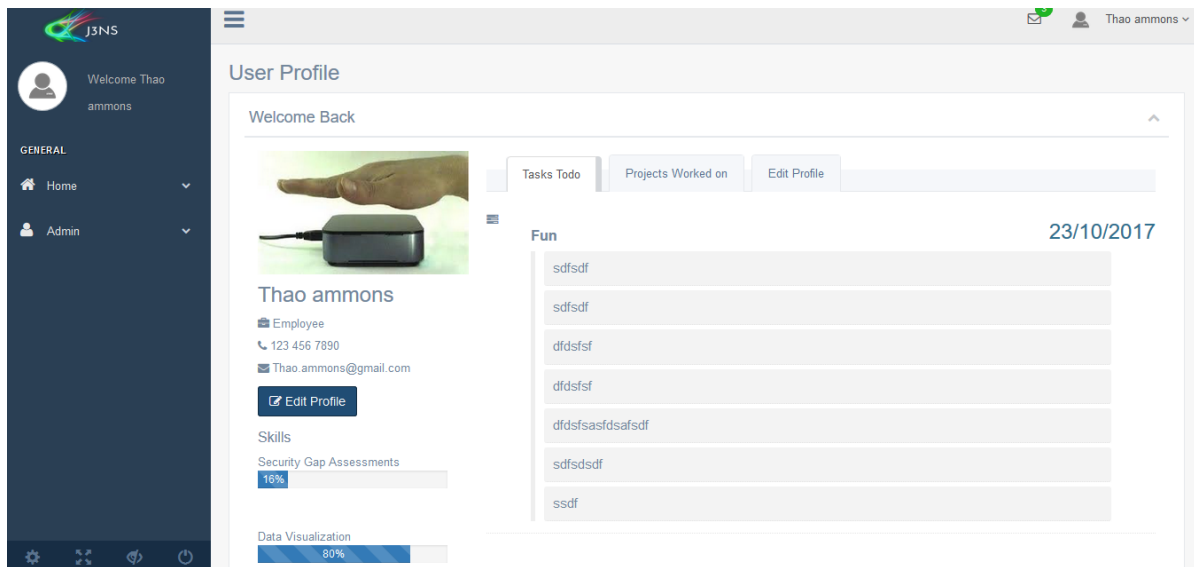 J3NS
Thao ammons
Welcome Thao
ammons
GENERAL
Home
Admin
User Profile
Welcome Back
Thao ammons
Employee
123 456 7890
Thao.ammons@gmail.com
Edit Profile
Skills
Security Gap Assessments
16%
Data Visualization
80%
Tasks Todo
Projects Worked on
Edit Profile
Fun
23/10/2017
sdfsdf
sdfsdf
dfdsfsf
dfdsfsf
dfdsfsasfdsafsdf
sdfsdsdf
ssdf